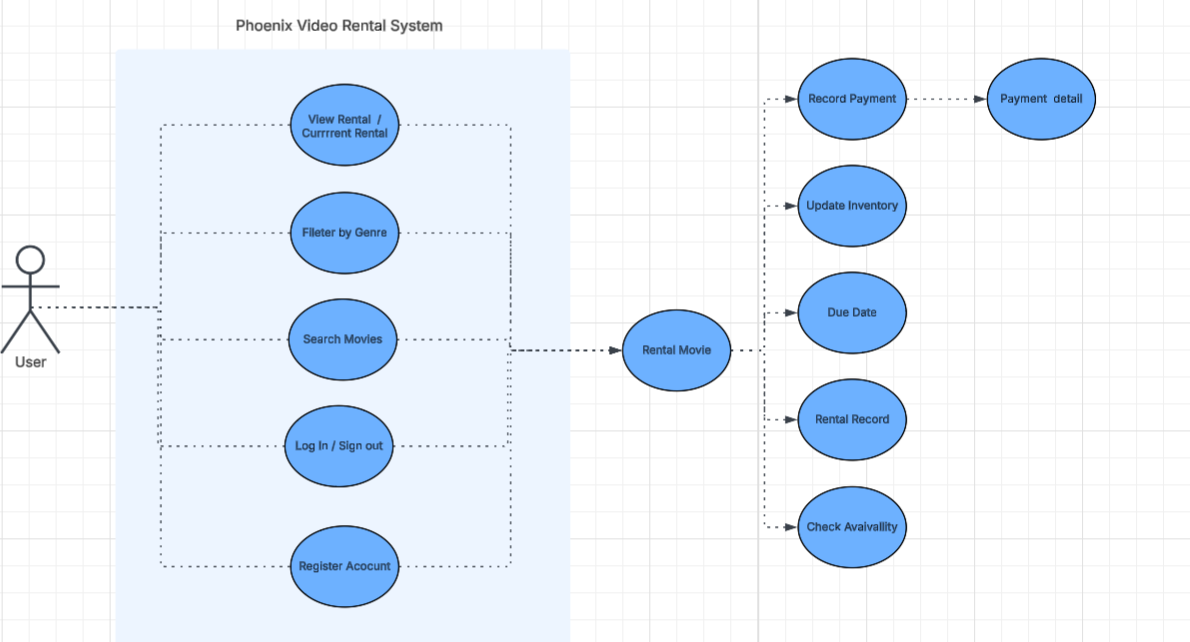 Phoenix Video Rental System
View Rental /
Currrrent Rental
Fileter by Genre
Search Movies
Log In / Sign out
Register Acocunt
User
Rental Movie
Record Payment
Payment detail
Update Inventory
Due Date
Rental Record
Check Avaivallity